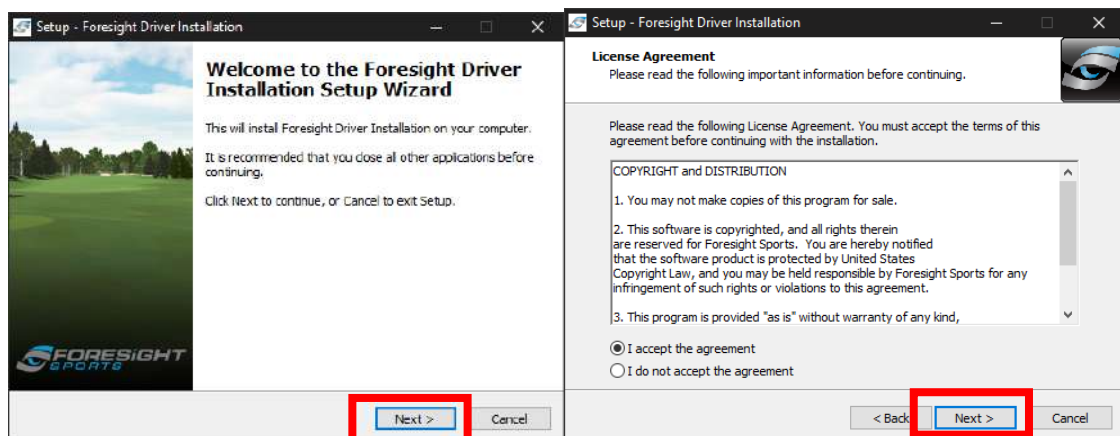 Setup - Foresight Driver Installation
Welcome to the Foresight Driver
Installation Setup Wizard
This will install Foresight Driver Installation on your computer.
It is recommended that you close all other applications before
continuing.
Click Next to continue, or Cancel to exit Setup.
FORESiGHT
SPORTS
Next >
Cancel
Setup - Foresight Driver Installation
License Agreement
Please read the following important information before continuing.
Please read the following License Agreement. You must accept the terms of this
agreement before continuing with the installation.
COPYRIGHT and DISTRIBUTION
1. You may not make copies of this program for sale.
2. This software is copyrighted, and all rights therein
are reserved for Foresight Sports.  You are hereby notified
that the software product is protected by United States
Copyright Law, and you may be held responsible by Foresight Sports for any
infringement of such rights or violations to this agreement.
3. This program is provided "as is" without warranty of any kind,
I accept the agreement
I do not accept the agreement
< Back
Next >
Cancel